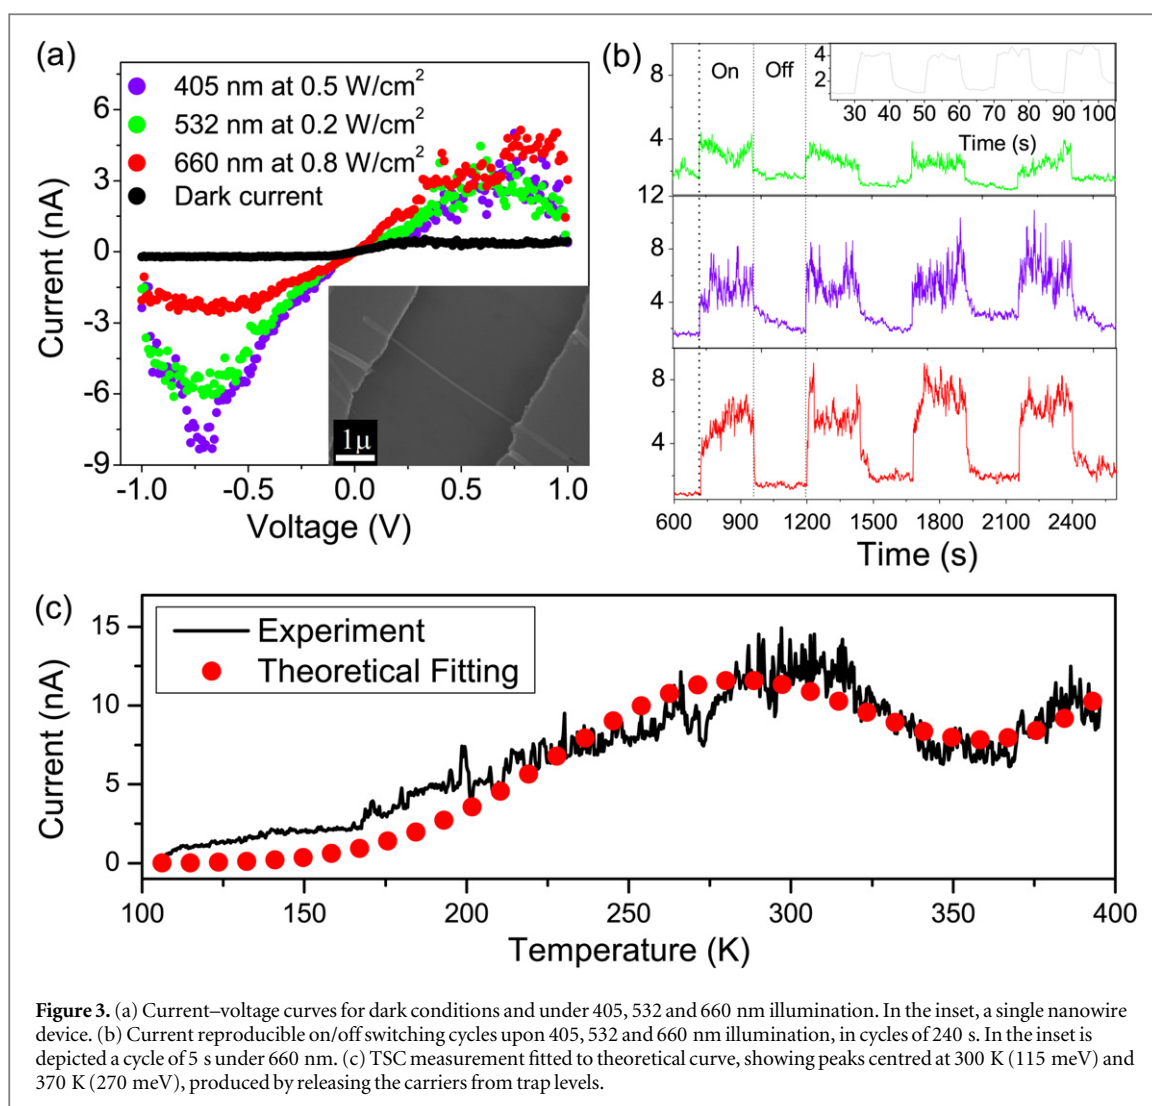 (a)
405 nm at 0.5 W/cm²
532 nm at 0.2 W/cm²
660 nm at 0.8 W/cm²
Dark current
Current (nA)
6
3
0
-3
-6
-9
-1.0 -0.5 0.0 0.5 1.0
Voltage (V)
1μ
(b)
On Off
8
4
12
8
4
8
4
4
2
30 40 50 60 70 80 90 100
Time (s)
600 900 1200 1500 1800 2100 2400
Time (s)
(c)
Experiment
Theoretical Fitting
Current (nA)
15
10
5
0
100 150 200 250 300 350 400
Temperature (K)
Figure 3. (a) Current–voltage curves for dark conditions and under 405, 532 and 660 nm illumination. In the inset, a single nanowire
device. (b) Current reproducible on/off switching cycles upon 405, 532 and 660 nm illumination, in cycles of 240 s. In the inset is
depicted a cycle of 5 s under 660 nm. (c) TSC measurement fitted to theoretical curve, showing peaks centred at 300 K (115 meV) and
370 K (270 meV), produced by releasing the carriers from trap levels.